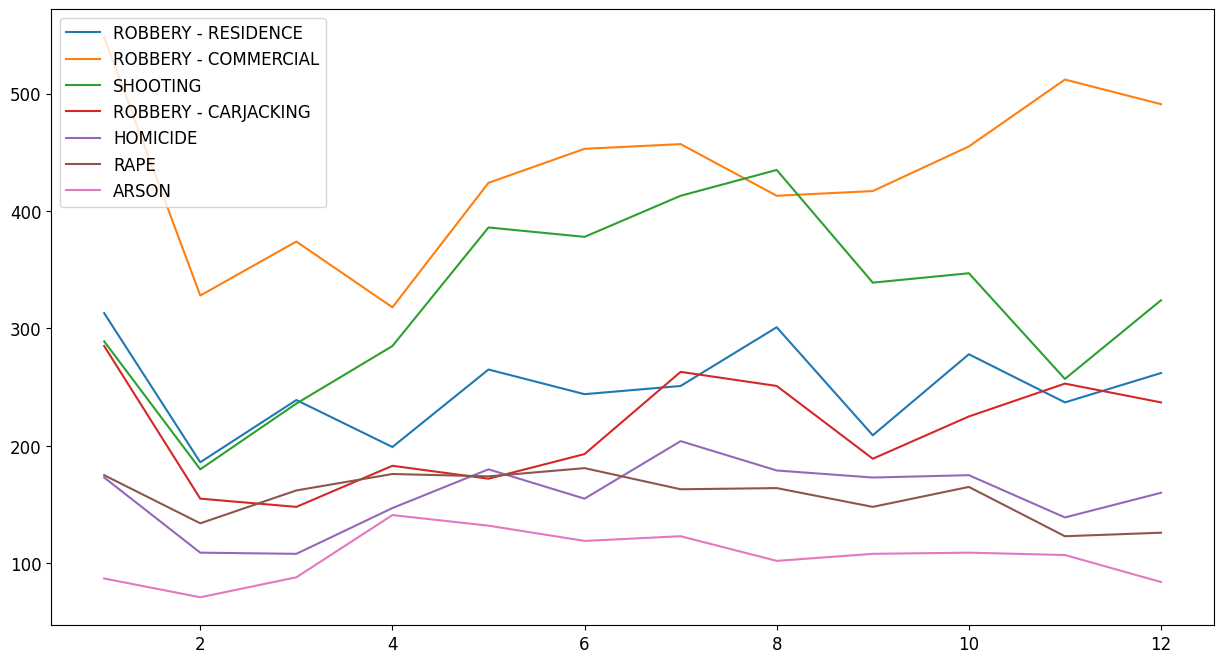 ROBBERY - RESIDENCE
ROBBERY - COMMERCIAL
SHOOTING
ROBBERY - CARJACKING
HOMICIDE
RAPE
ARSON
500
400
300
200
100
2 4 6 8 10 12